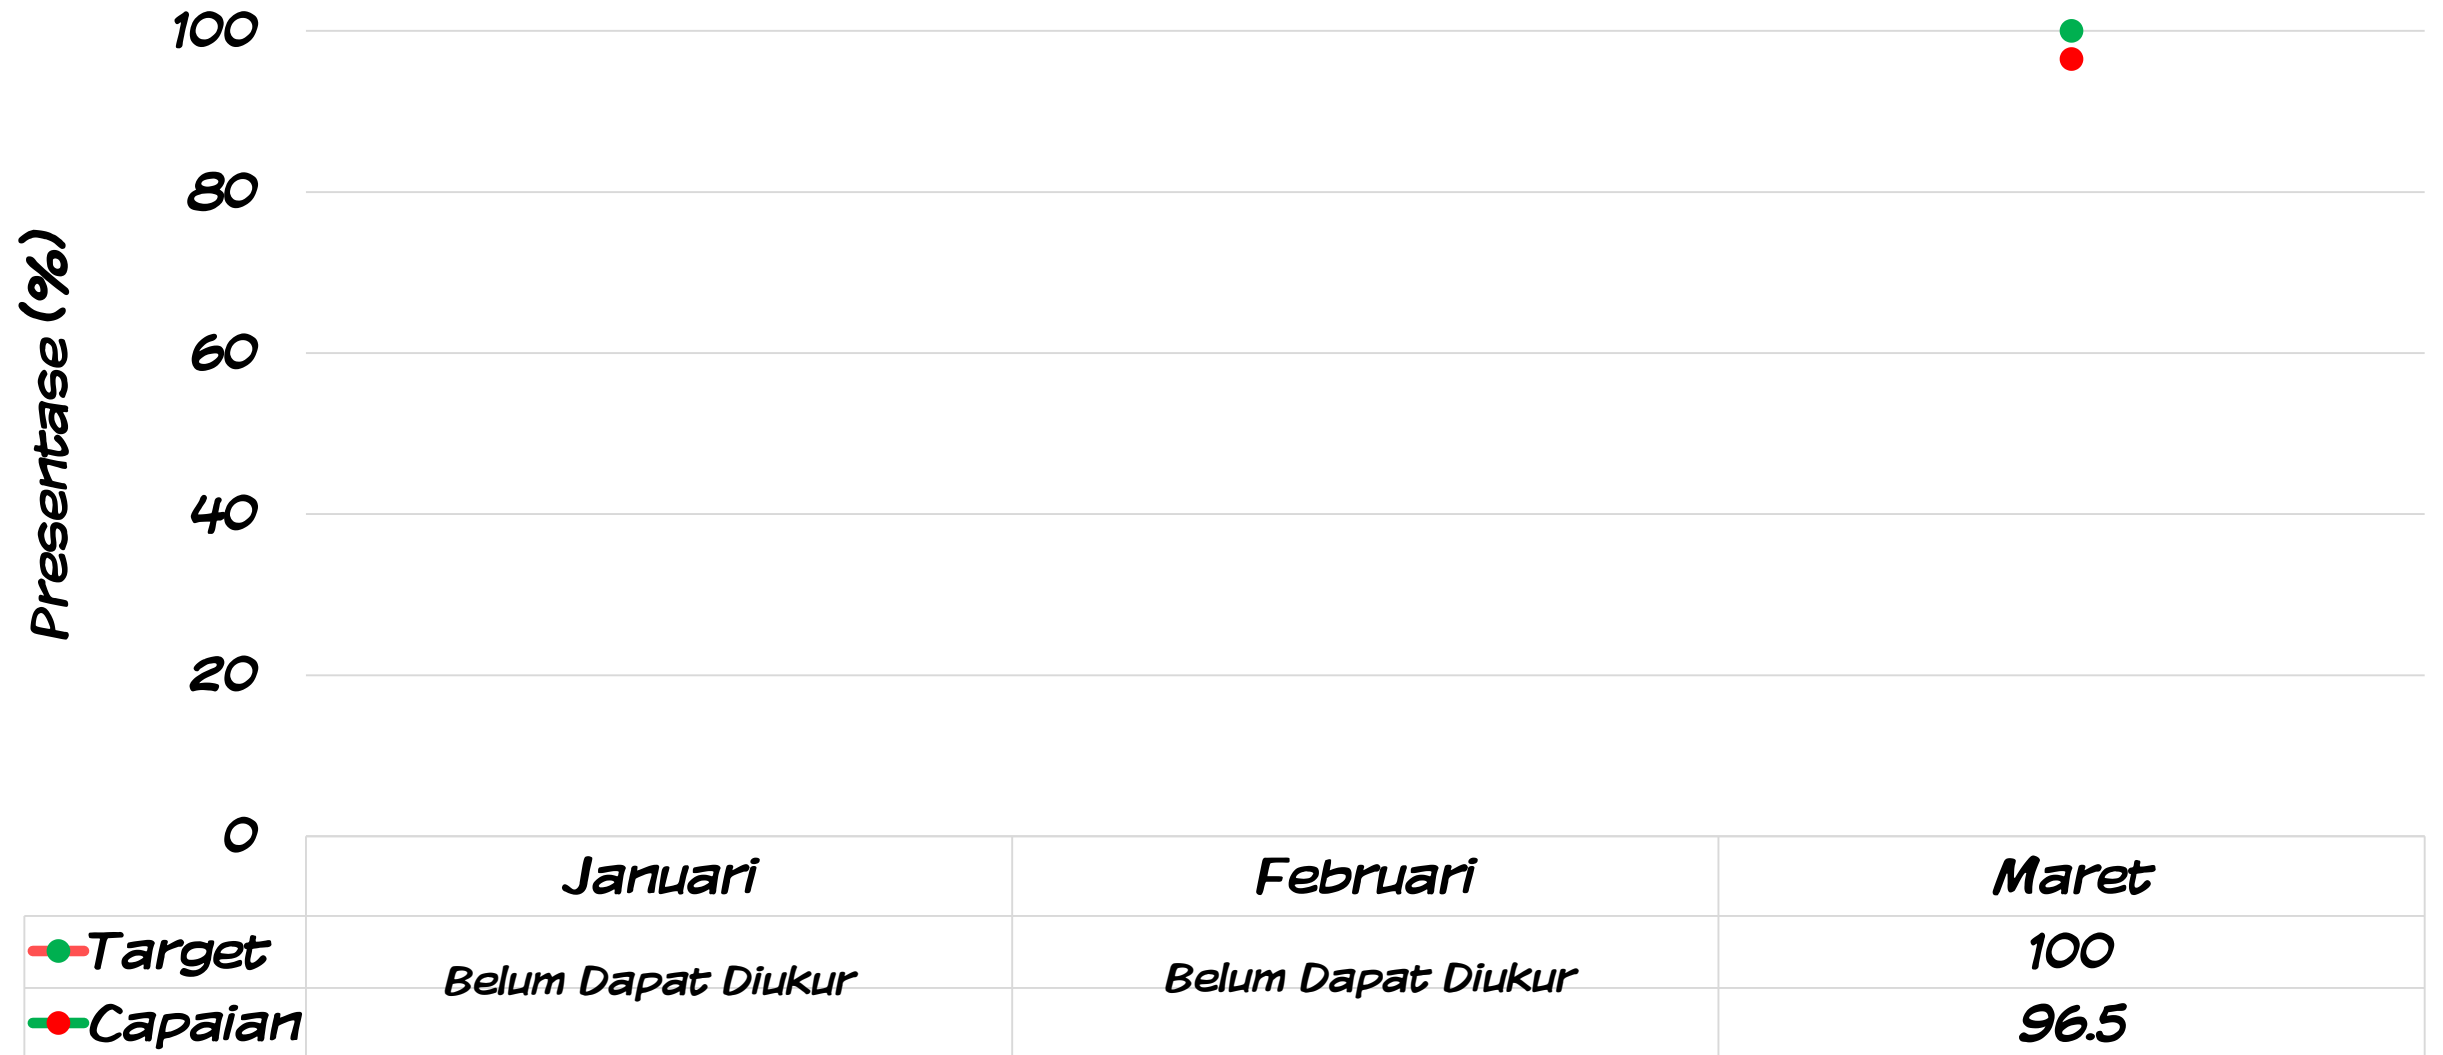 Presentase (%)
100
80
60
40
20
0
Januari Februari Maret
Target 100
Belum Dapat Diukur Belum Dapat Diukur
Capaian 96.5